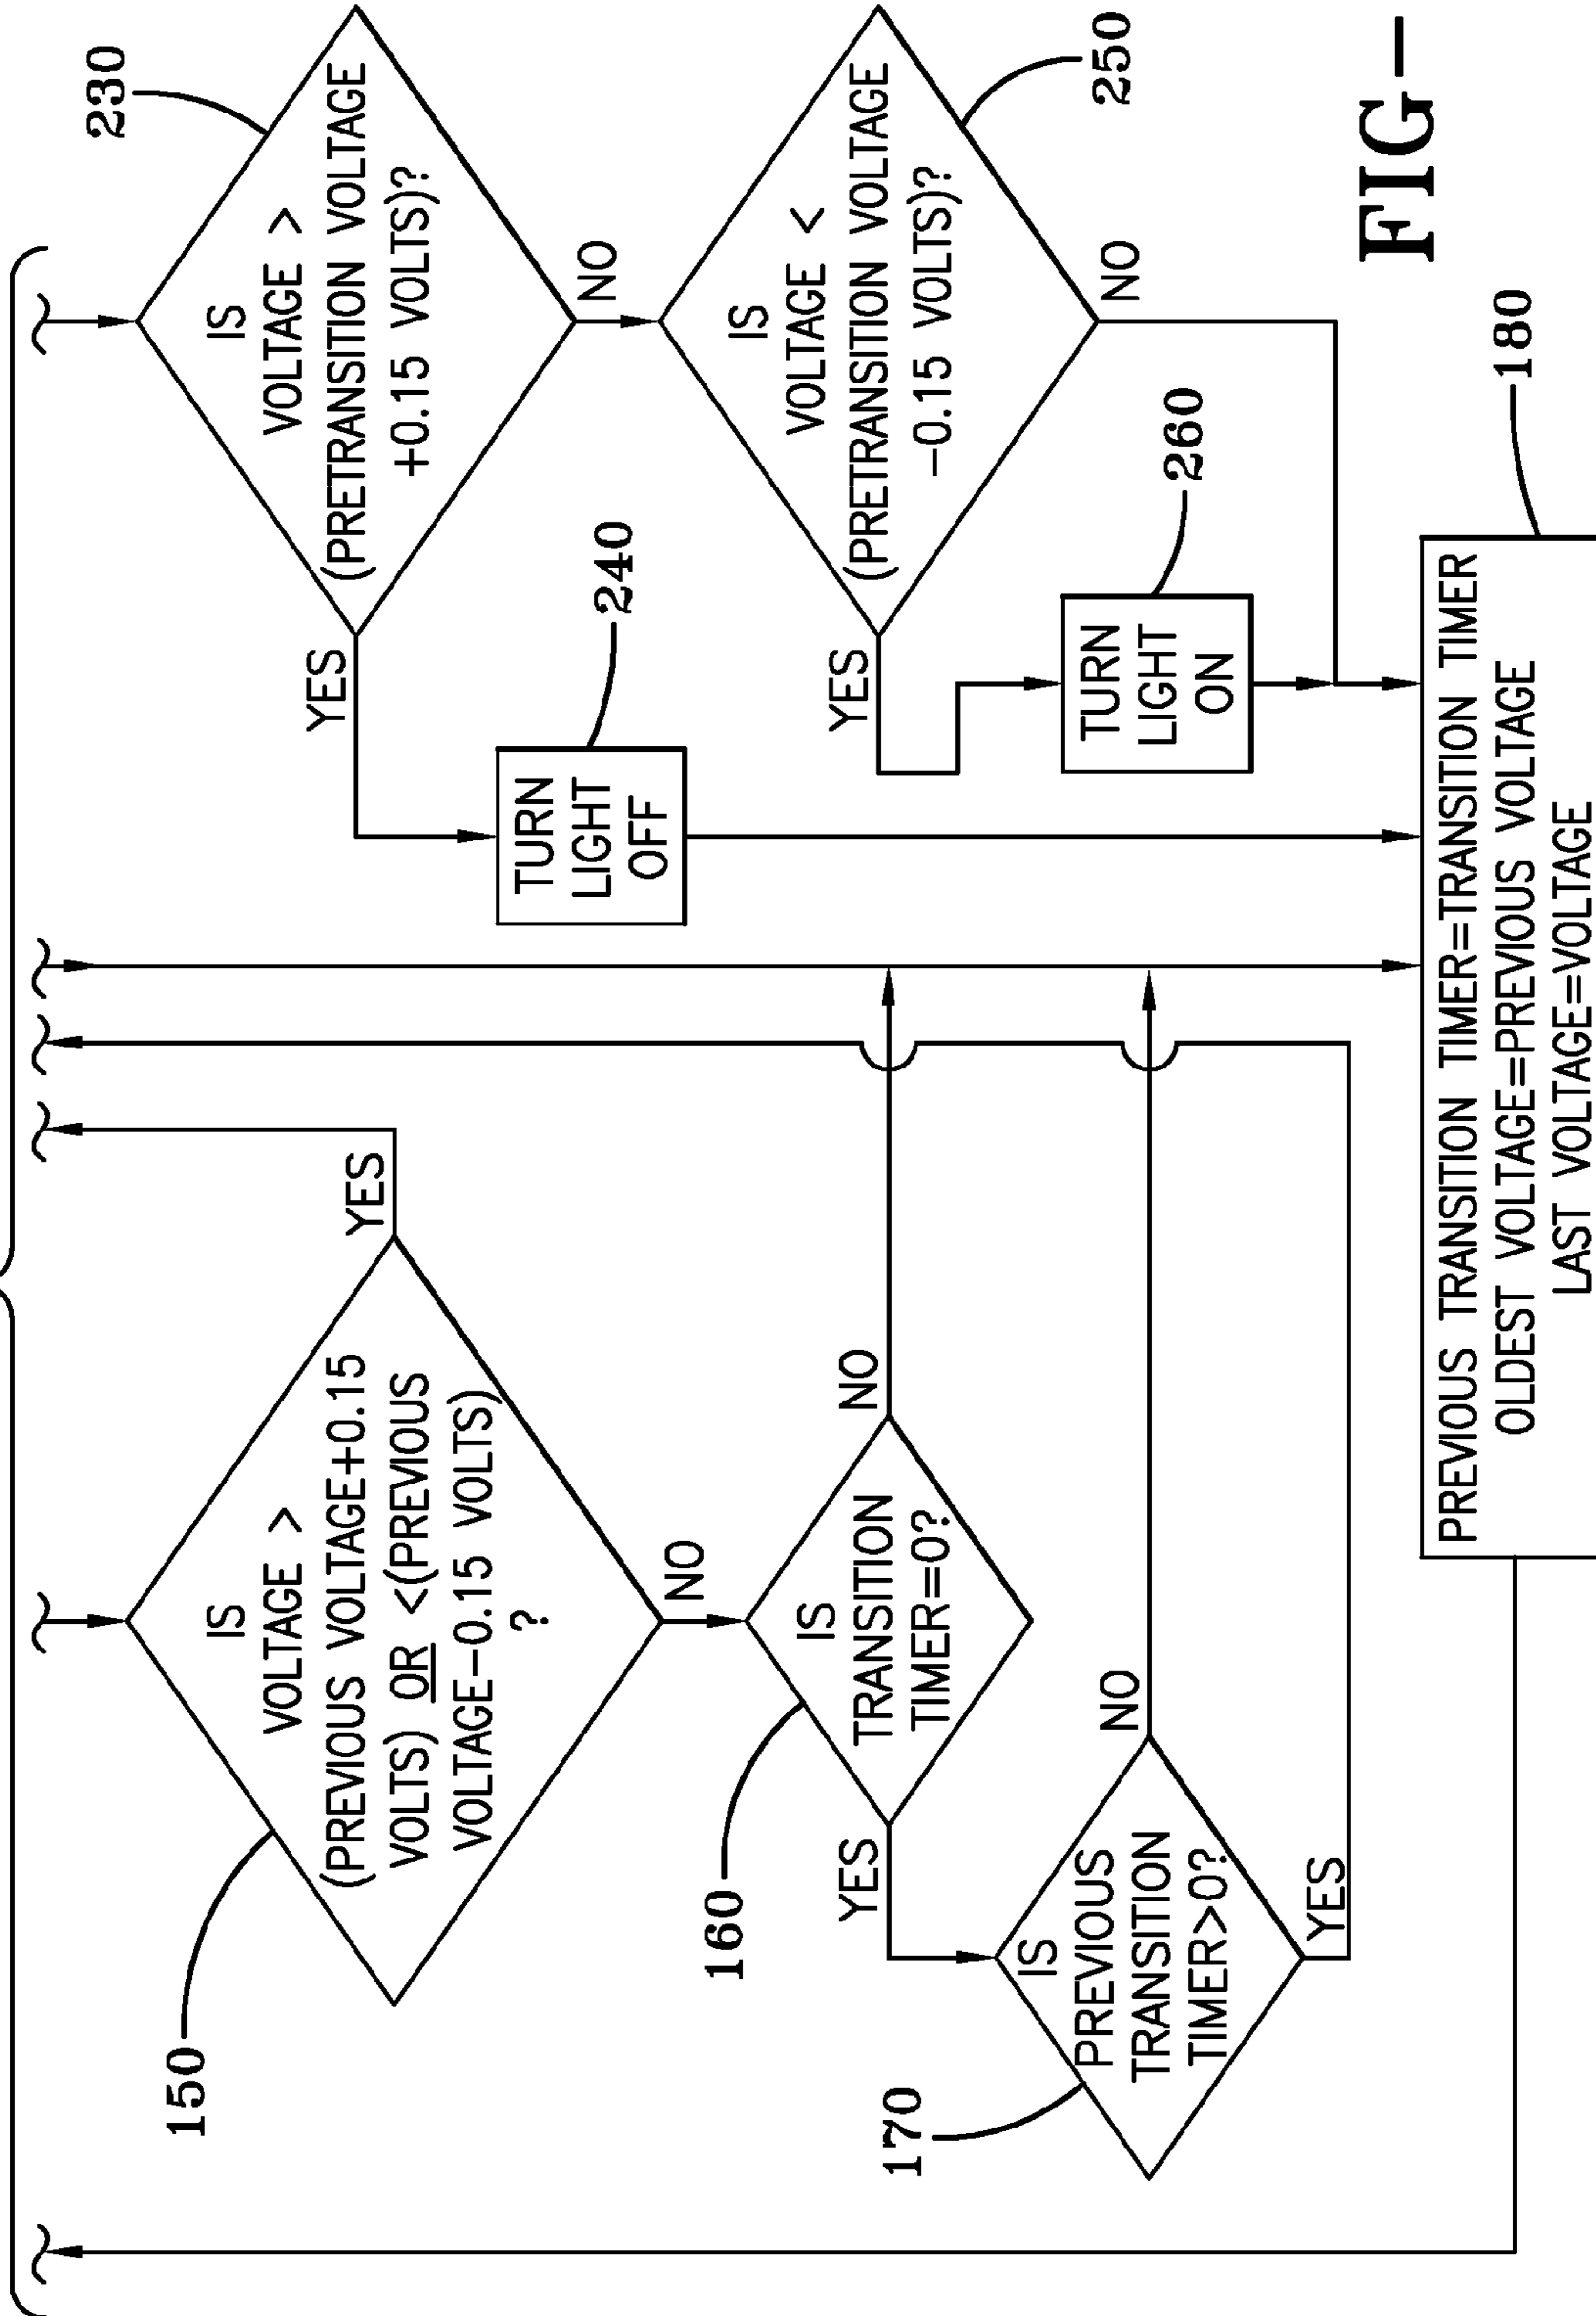 150
IS
VOLTAGE >
(PREVIOUS VOLTAGE+0.15
VOLTS) OR <(PREVIOUS
VOLTAGE-0.15 VOLTS)
?
YES
NO
160
IS
TRANSITION
TIMER=0?
YES
NO
170
IS
PREVIOUS
TRANSITION
TIMER>0?
NO
YES
230
IS
VOLTAGE >
(PRETRANSITION VOLTAGE
+0.15 VOLTS)?
YES
NO
240
TURN
LIGHT
OFF
250
IS
VOLTAGE <
(PRETRANSITION VOLTAGE
-0.15 VOLTS)?
YES
NO
260
TURN
LIGHT
ON
180
PREVIOUS TRANSITION TIMER=TRANSITION TIMER
OLDEST VOLTAGE=PREVIOUS VOLTAGE
LAST VOLTAGE=VOLTAGE
FIG-